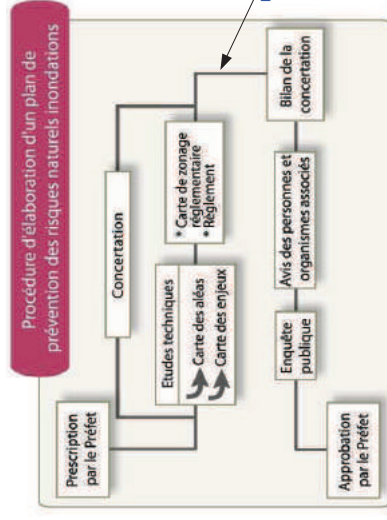 Procédure d'élaboration d'un plan de
prévention des risques naturels inondations
Prescription
par le Préfet
Concertation
Etudes techniques
Carte des aléas
Carte des enjeux
• Carte de zonage
réglementaire
• Règlement
Bilan de la
concertation
Avis des personnes et
organismes associés
Enquête
publique
Approbation
par le Préfet